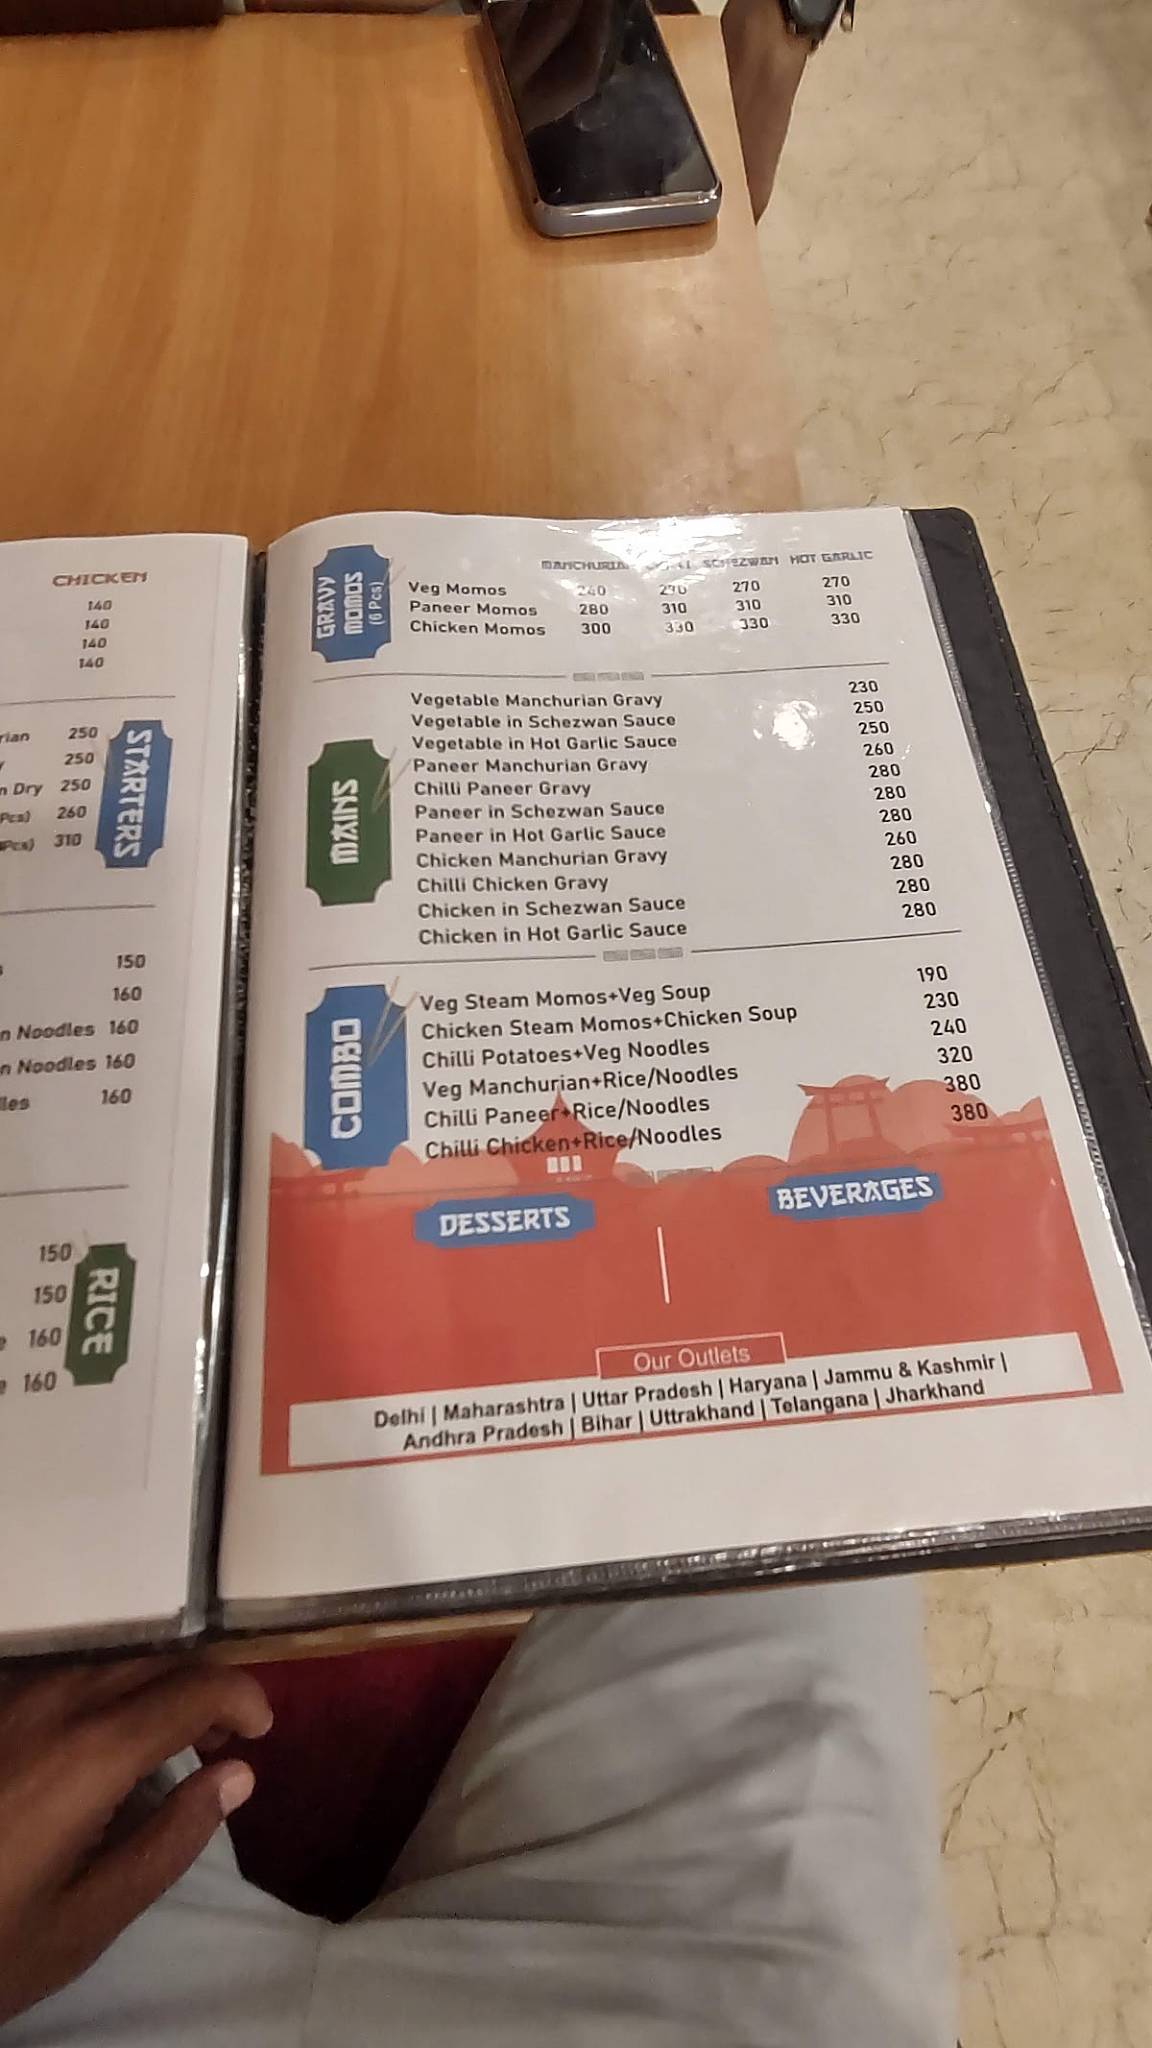 CHICKEN
140
140
140
140
rian 250
250
n Dry 250
Pcs) 260
Pcs) 310
STARTERS
150
160
n Noodles 160
n Noodles 160
les 160
150
150
160
160
RICE
GRAVY MOMOS (6 Pcs)
SCHEZWAN HOT GARLIC
Veg Momos 240 270 270 270
Paneer Momos 280 310 310 310
Chicken Momos 300 330 330 330
MAINS
Vegetable Manchurian Gravy 230
Vegetable in Schezwan Sauce 250
Vegetable in Hot Garlic Sauce 250
Paneer Manchurian Gravy 260
Chilli Paneer Gravy 280
Paneer in Schezwan Sauce 280
Paneer in Hot Garlic Sauce 280
Chicken Manchurian Gravy 260
Chilli Chicken Gravy 280
Chicken in Schezwan Sauce 280
Chicken in Hot Garlic Sauce 280
COMBO
Veg Steam Momos+Veg Soup 190
Chicken Steam Momos+Chicken Soup 230
Chilli Potatoes+Veg Noodles 240
Veg Manchurian+Rice/Noodles 320
Chilli Paneer+Rice/Noodles 380
Chilli Chicken+Rice/Noodles 380
DESSERTS
BEVERAGES
Our Outlets
Delhi | Maharashtra | Uttar Pradesh | Haryana | Jammu & Kashmir |
Andhra Pradesh | Bihar | Uttrakhand | Telangana | Jharkhand